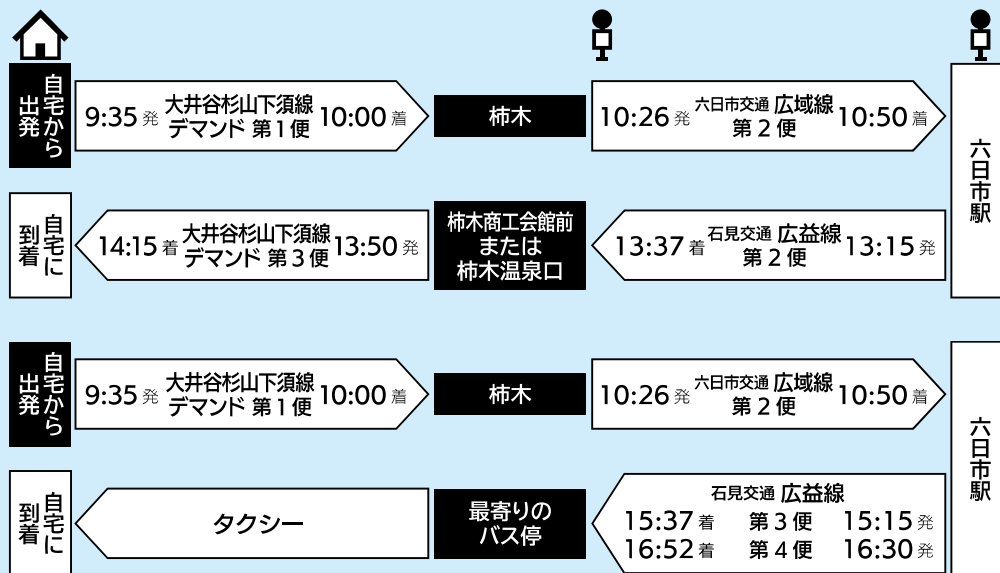 自宅から
出発
9:35 発 大井谷杉山下須線 デマンド 第1便 10:00 着
柿木
10:26 発 六日市交通 広域線 第2便 10:50 着
六日市駅
自宅に
到着
14:15 着 大井谷杉山下須線 デマンド 第3便 13:50 発
柿木商工会館前
または
柿木温泉口
13:37 着 石見交通 広益線 第2便 13:15 発
自宅から
出発
9:35 発 大井谷杉山下須線 デマンド 第1便 10:00 着
柿木
10:26 発 六日市交通 広域線 第2便 10:50 着
六日市駅
自宅に
到着
タクシー
最寄りの
バス停
石見交通 広益線
15:37 着 第3便 15:15 発
16:52 着 第4便 16:30 発